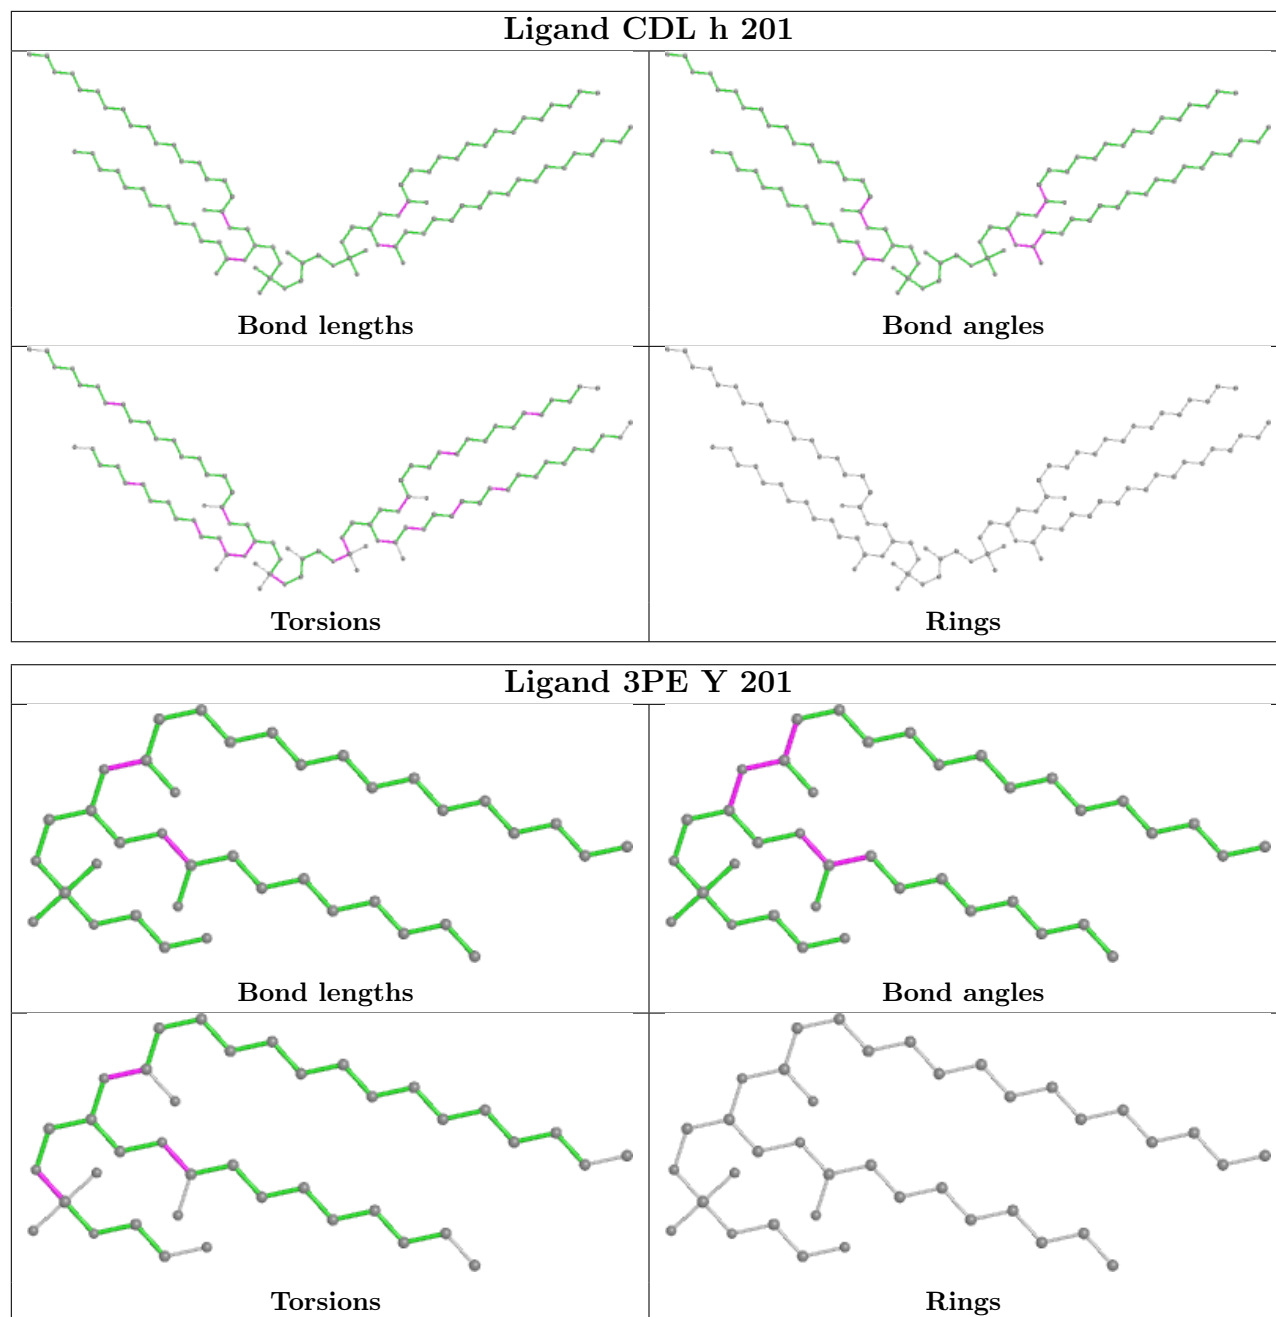 Ligand CDL h 201
Bond lengths
Bond angles
Torsions
Rings
Ligand 3PE Y 201
Bond lengths
Bond angles
Torsions
Rings